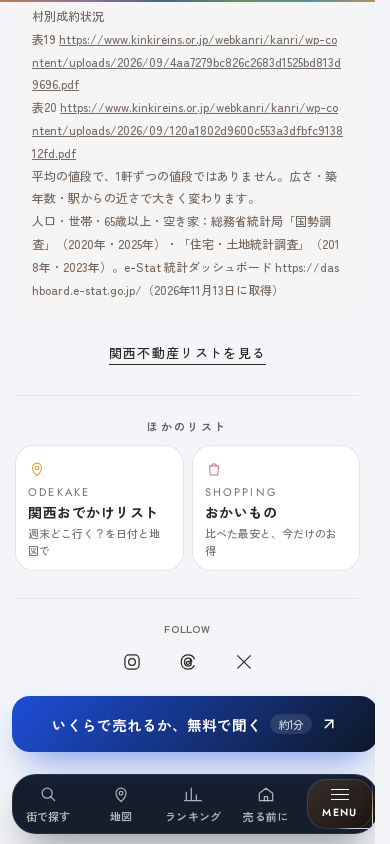 村別成約状況
表19 https://www.kinkireins.or.jp/webkanri/kanri/wp-co
ntent/uploads/2026/09/4aa7279bc826c2683d1525bd813d
9696.pdf
表20 https://www.kinkireins.or.jp/webkanri/kanri/wp-co
ntent/uploads/2026/09/120a1802d9600c553a3dfbfc9138
12fd.pdf
平均の値段で、1軒ずつの値段ではありません。広さ・築
年数・駅からの近さで大きく変わります。
人口・世帯・65歳以上・空き家：総務省統計局「国勢調
査」（2020年・2025年）・「住宅・土地統計調査」（201
8年・2023年）。e-Stat 統計ダッシュボード https://das
hboard.e-stat.go.jp/（2026年11月13日に取得）
関西不動産リストを見る
ほかのリスト
ODEKAKE
関西おでかけリスト
週末どこ行く？を日付と地
図で
SHOPPING
おかいもの
比べた最安と、今だけのお
得
FOLLOW
いくらで売れるか、無料で聞く 約1分
街で探す
地図
ランキング
売る前に
MENU